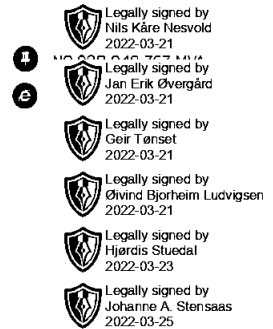 Legally signed by
Nils Kåre Nesvold
2022-03-21
Legally signed by
Jan Erik Øvergård
2022-03-21
Legally signed by
Geir Tønset
2022-03-21
Legally signed by
Øivind Bjorheim Ludvigsen
2022-03-21
Legally signed by
Hjørdis Stuedal
2022-03-23
Legally signed by
Johanne A. Stensaas
2022-03-25